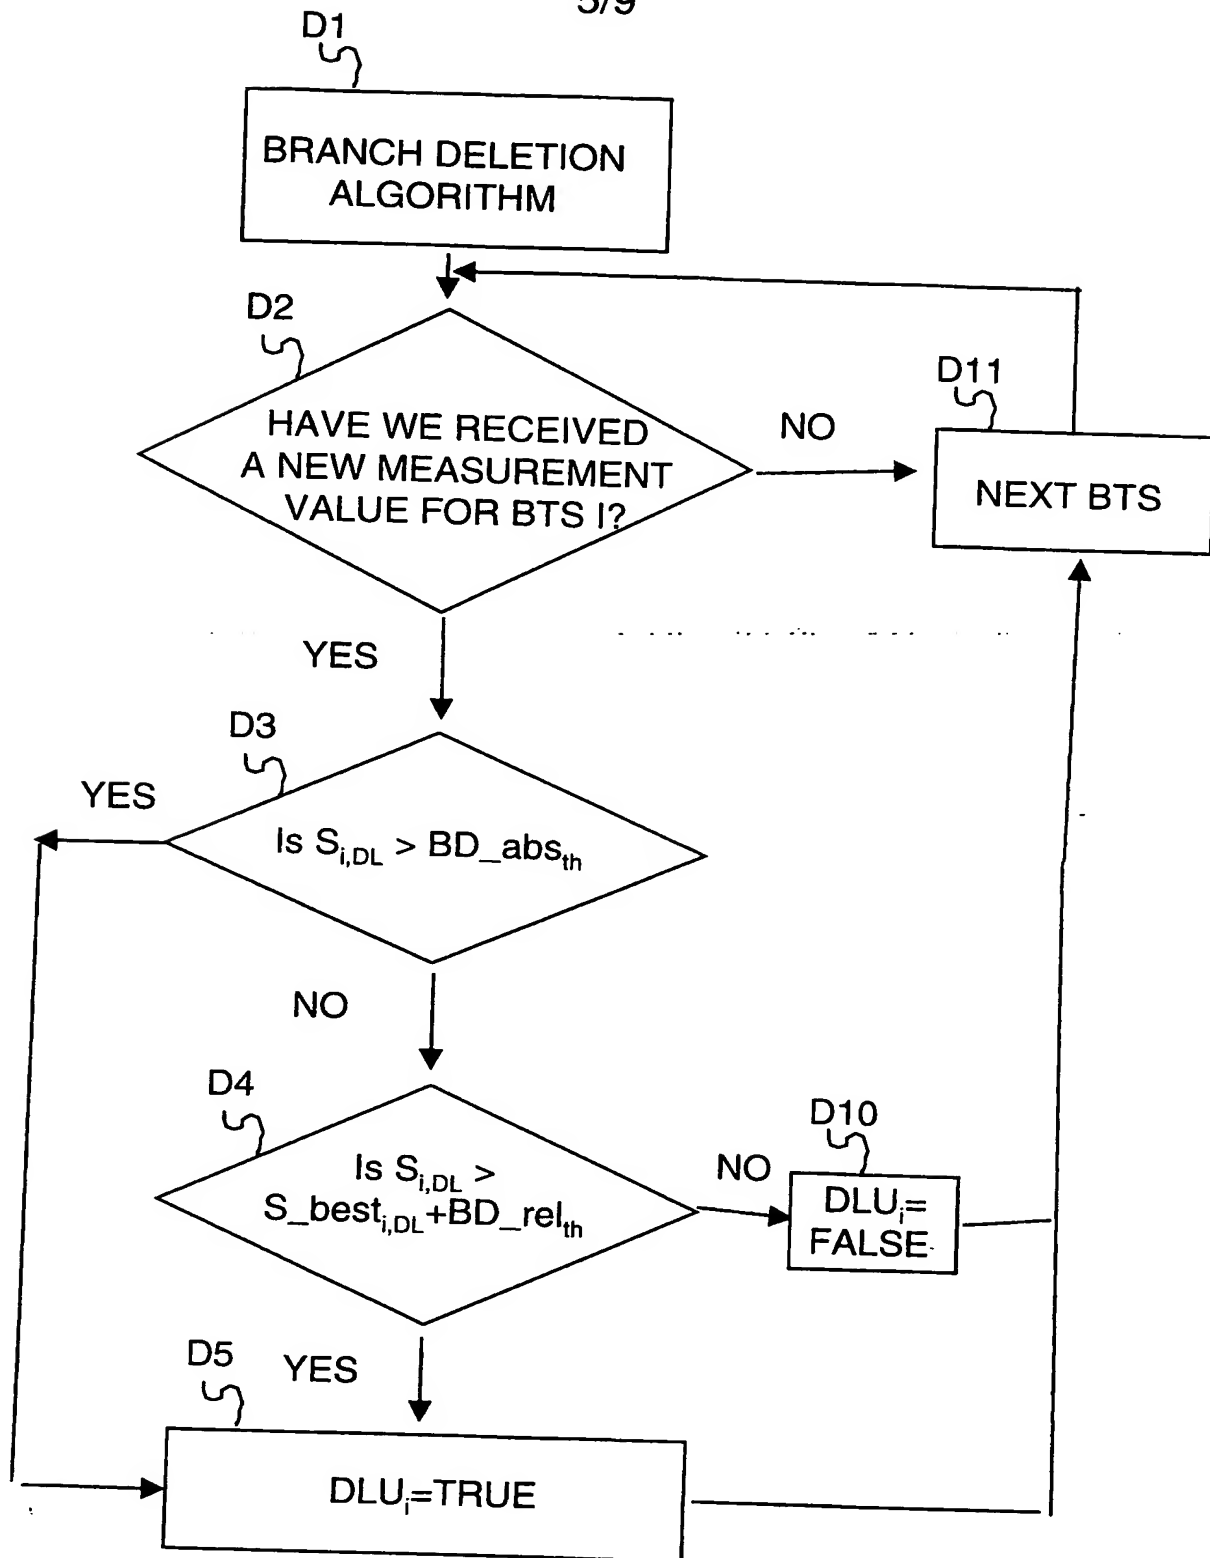 5/9
D1
BRANCH DELETION
ALGORITHM
D2
HAVE WE RECEIVED
A NEW MEASUREMENT
VALUE FOR BTS I?
NO
D11
NEXT BTS
YES
D3
YES
Is S_{i,DL} > BD_abs_{th}
NO
D4
Is S_{i,DL} >
S_best_{i,DL}+BD_rel_{th}
NO
D10
DLU_i=
FALSE
D5
YES
DLU_i=TRUE